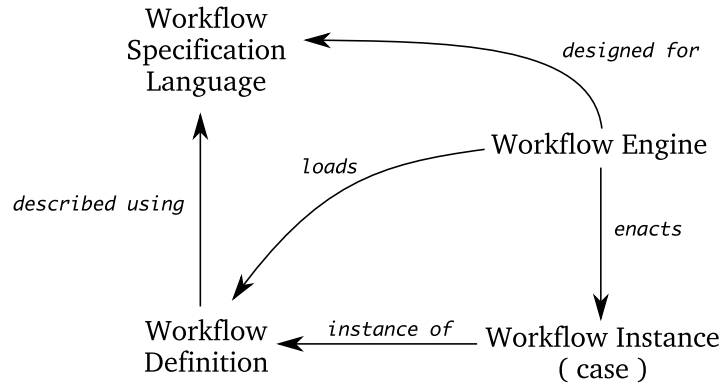 Workflow
Specification
Language
designed for
Workflow Engine
loads
described using
enacts
Workflow
Definition
instance of
Workflow Instance
( case )